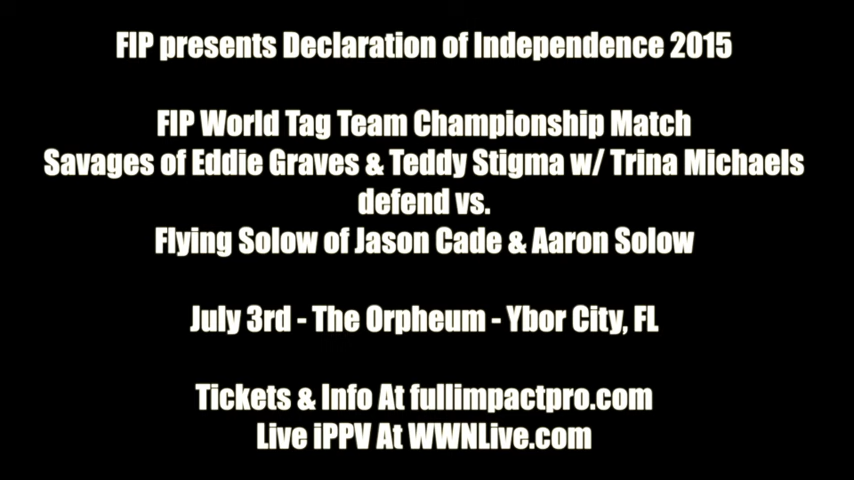 FIP presents Declaration of Independence 2015
FIP World Tag Team Championship Match
Savages of Eddie Graves & Teddy Stigma w/ Trina Michaels
defend vs.
Flying Solow of Jason Cade & Aaron Solow
July 3rd - The Orpheum - Ybor City, FL
Tickets & Info At fullimpactpro.com
Live iPPV At WWNLive.com